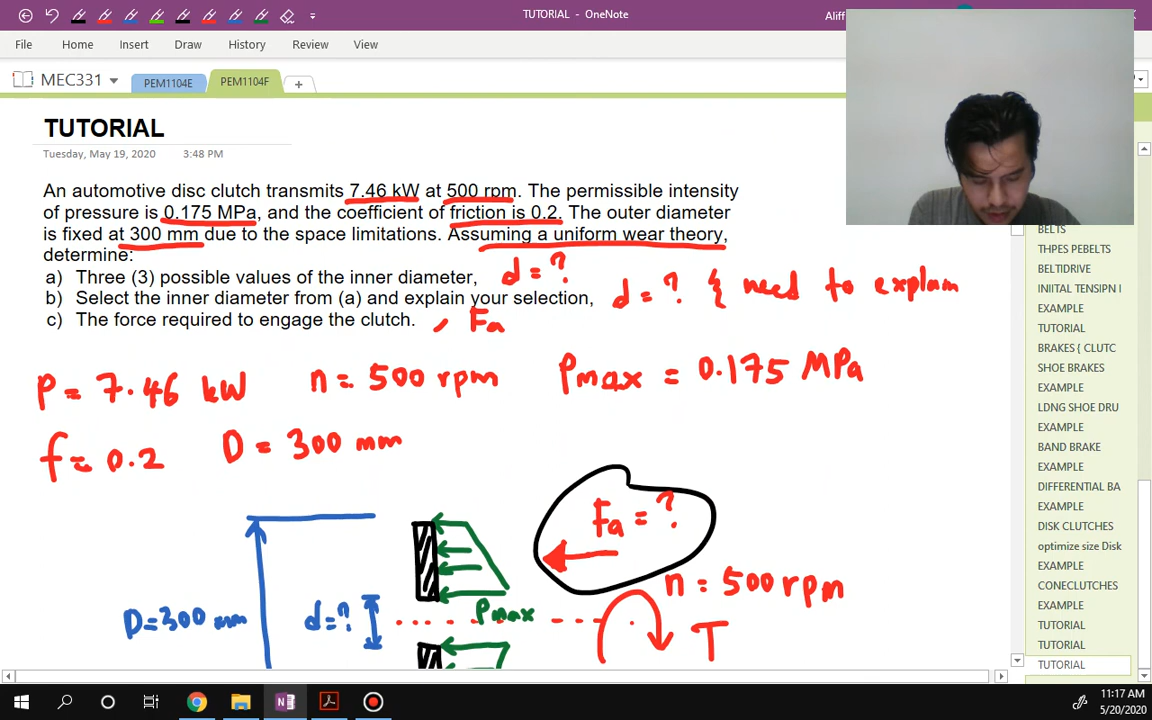 TUTORIAL - OneNote
Aliff
File Home Insert Draw History Review View
MEC331
PEM1104E
PEM1104F
TUTORIAL
Tuesday, May 19, 2020 3:48 PM
An automotive disc clutch transmits 7.46 kW at 500 rpm. The permissible intensity
of pressure is 0.175 MPa, and the coefficient of friction is 0.2. The outer diameter
is fixed at 300 mm due to the space limitations. Assuming a uniform wear theory,
determine:
a) Three (3) possible values of the inner diameter, d = ?
b) Select the inner diameter from (a) and explain your selection, d = ? { need to explain
c) The force required to engage the clutch. , Fa
P = 7.46 kW n = 500 rpm Pmax = 0.175 MPa
f = 0.2 D = 300 mm
Fa = ?
n = 500 rpm
D=300 mm d=? Pmax
T
BELTS
THPES PEBELTS
BELTIDRIVE
INIITAL TENSIPN I
EXAMPLE
TUTORIAL
BRAKES { CLUTC
SHOE BRAKES
EXAMPLE
LDNG SHOE DRU
EXAMPLE
BAND BRAKE
EXAMPLE
DIFFERENTIAL BA
EXAMPLE
DISK CLUTCHES
optimize size Disk
EXAMPLE
CONECLUTCHES
EXAMPLE
TUTORIAL
TUTORIAL
TUTORIAL
11:17 AM
5/20/2020